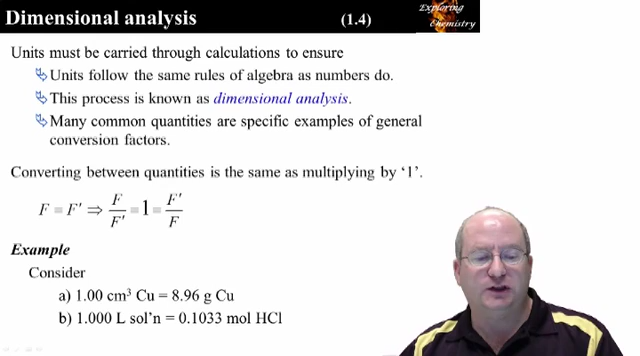 Dimensional analysis (1.4)
Exploring
Chemistry
Units must be carried through calculations to ensure
Units follow the same rules of algebra as numbers do.
This process is known as dimensional analysis.
Many common quantities are specific examples of general
conversion factors.
Converting between quantities is the same as multiplying by ‘1’.
F = F′ ⇒ F/F′ = 1 = F′/F
Example
Consider
a) 1.00 cm³ Cu = 8.96 g Cu
b) 1.000 L sol’n = 0.1033 mol HCl